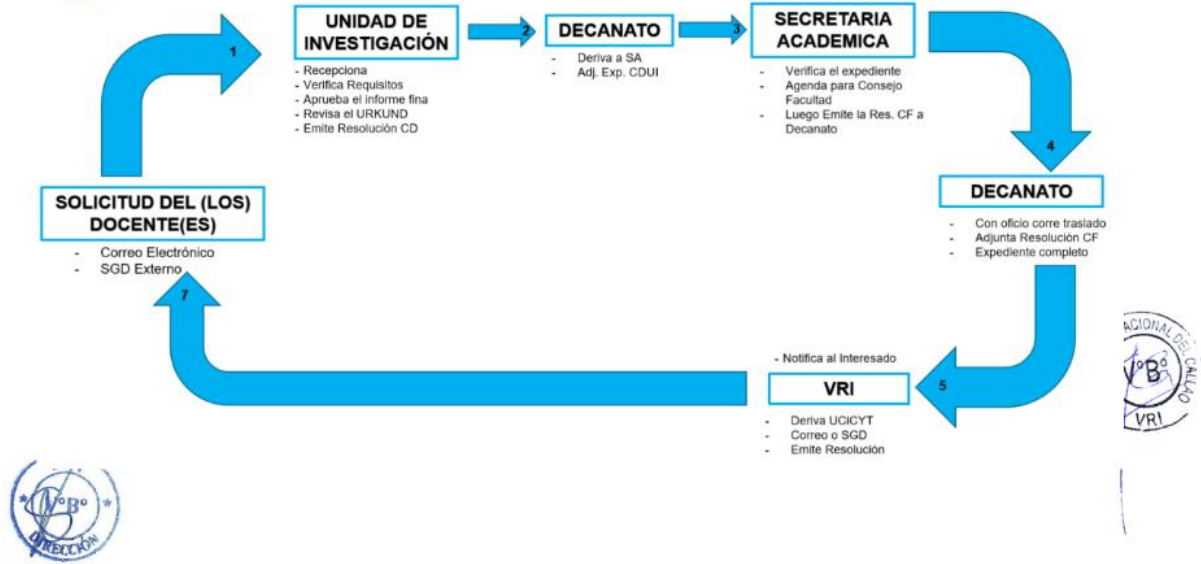 UNIDAD DE
INVESTIGACIÓN
- Recepciona
- Verifica Requisitos
- Aprueba el informe fina
- Revisa el URKUND
- Emite Resolución CD
1
2
DECANATO
- Deriva a SA
- Adj. Exp. CDUI
3
SECRETARIA
ACADEMICA
- Verifica el expediente
- Agenda para Consejo
Facultad
- Luego Emite la Res. CF a
Decanato
4
DECANATO
- Con oficio corre traslado
- Adjunta Resolución CF
- Expediente completo
SOLICITUD DEL (LOS)
DOCENTE(ES)
- Correo Electrónico
- SGD Externo
7
- Notifica al Interesado
VRI
- Deriva UCICYT
- Correo o SGD
- Emite Resolución
5
ACIONAL DEL CALLAO
V°B°
VRI
V°B°
DIRECCIÓN